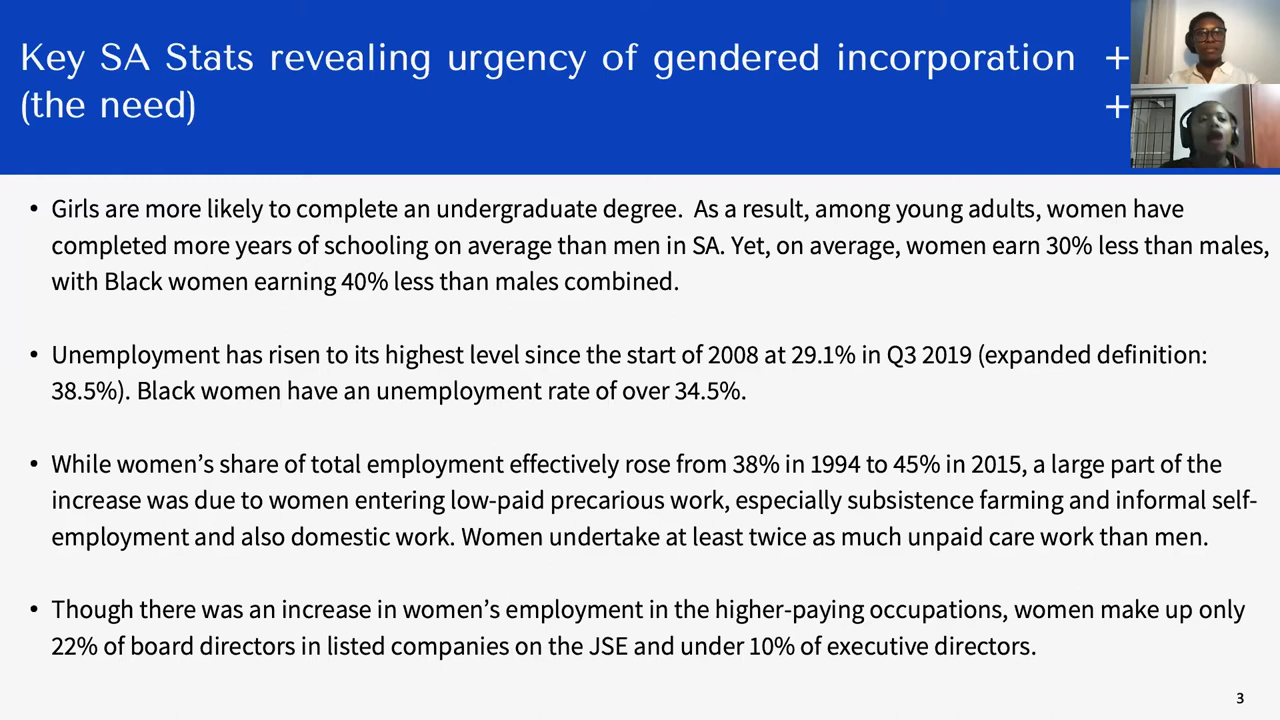 Key SA Stats revealing urgency of gendered incorporation +
(the need) +
• Girls are more likely to complete an undergraduate degree.  As a result, among young adults, women have
completed more years of schooling on average than men in SA. Yet, on average, women earn 30% less than males,
with Black women earning 40% less than males combined.
• Unemployment has risen to its highest level since the start of 2008 at 29.1% in Q3 2019 (expanded definition:
38.5%). Black women have an unemployment rate of over 34.5%.
• While women’s share of total employment effectively rose from 38% in 1994 to 45% in 2015, a large part of the
increase was due to women entering low-paid precarious work, especially subsistence farming and informal self-
employment and also domestic work. Women undertake at least twice as much unpaid care work than men.
• Though there was an increase in women’s employment in the higher-paying occupations, women make up only
22% of board directors in listed companies on the JSE and under 10% of executive directors.
3